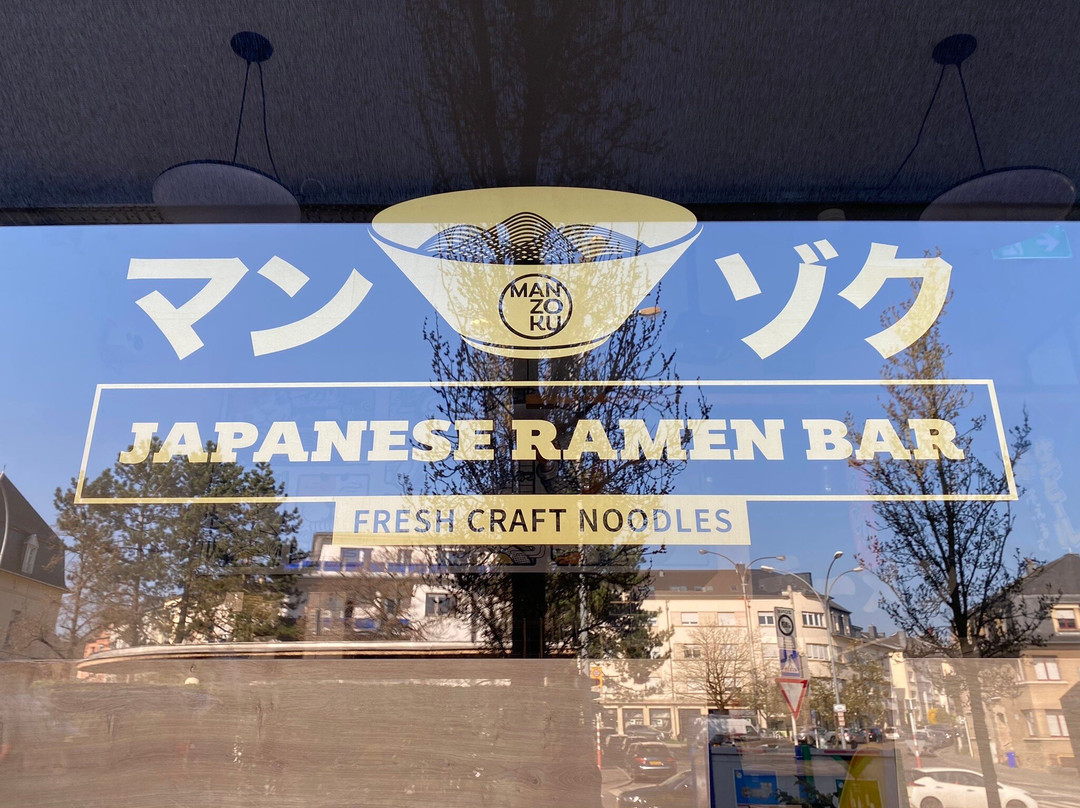 マンゾク
MAN
ZO
KU
JAPANESE RAMEN BAR
FRESH CRAFT NOODLES